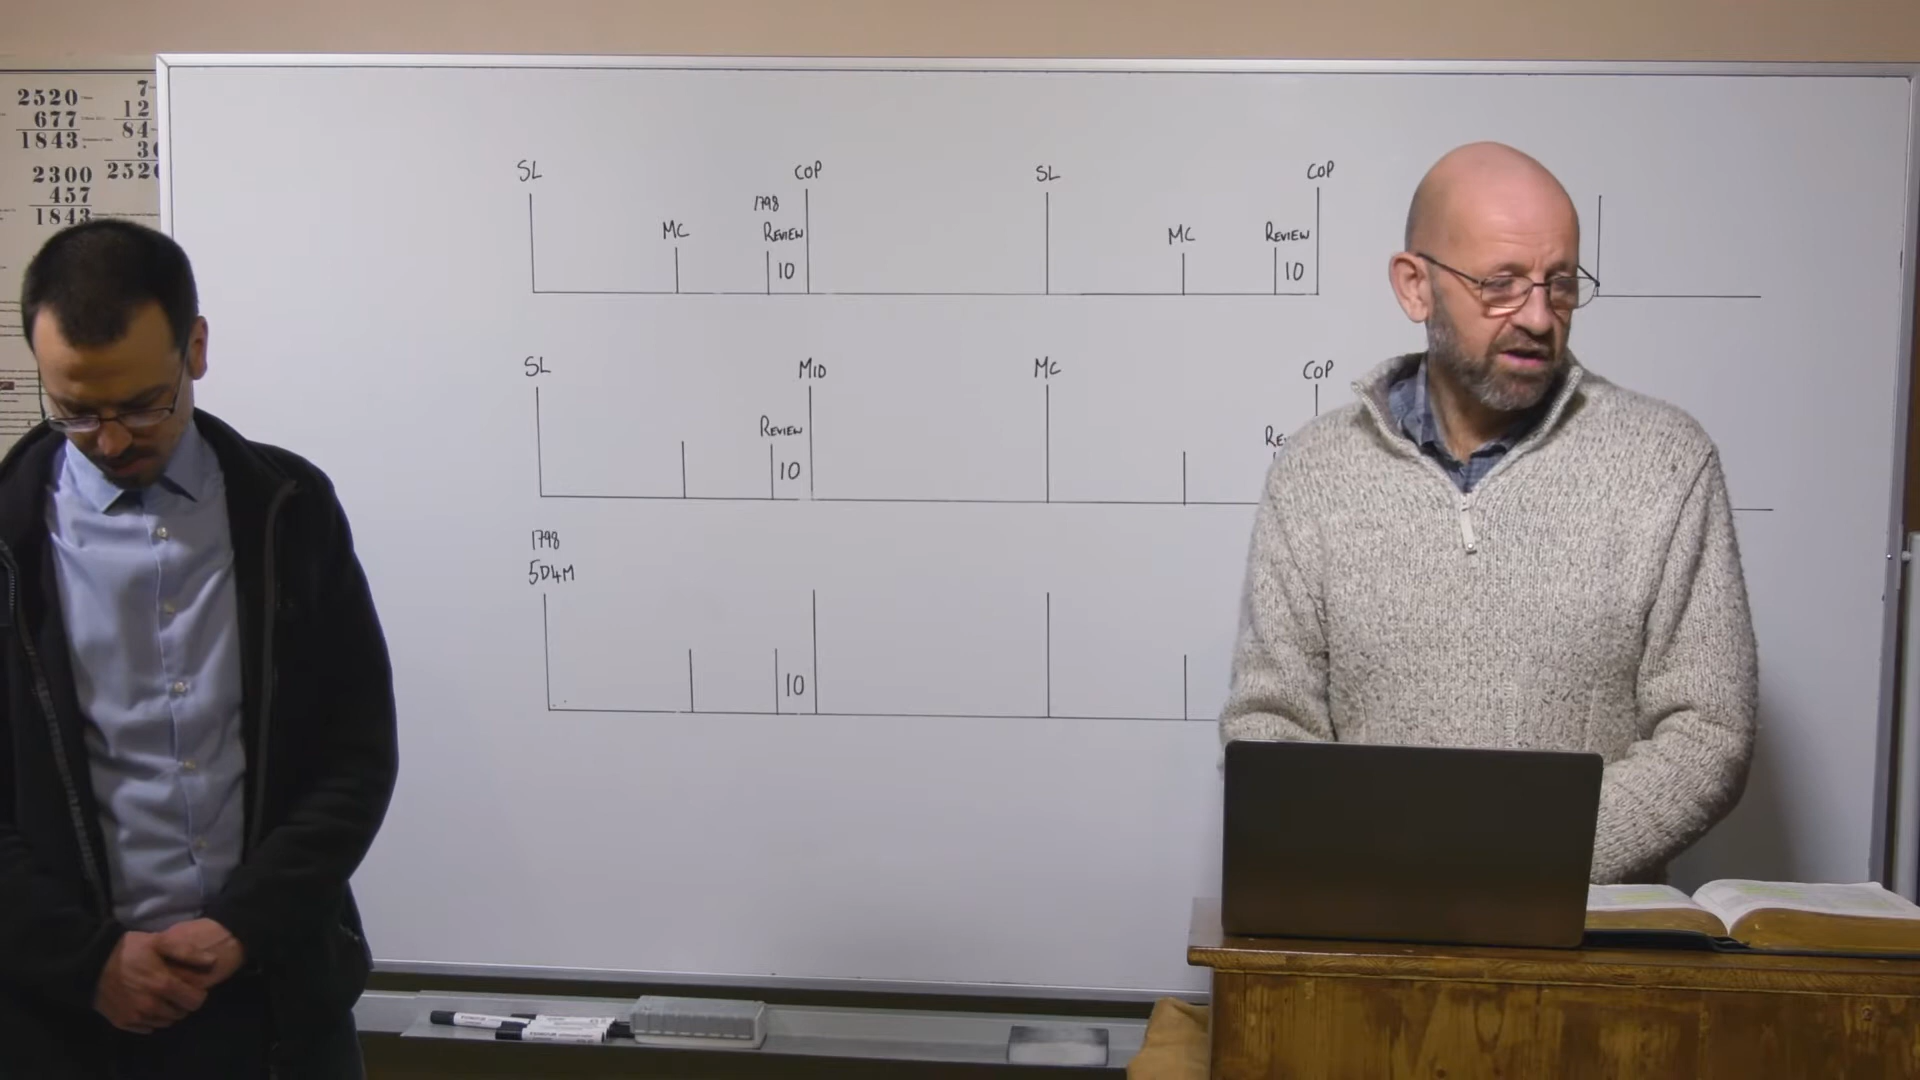 2520
677
1843
7
12
84
2520
2300
457
1843
SL
COP
SL
COP
1798
MC
REVIEW
MC
REVIEW
10
10
SL
MID
MC
COP
REVIEW
10
1798
5D4M
10